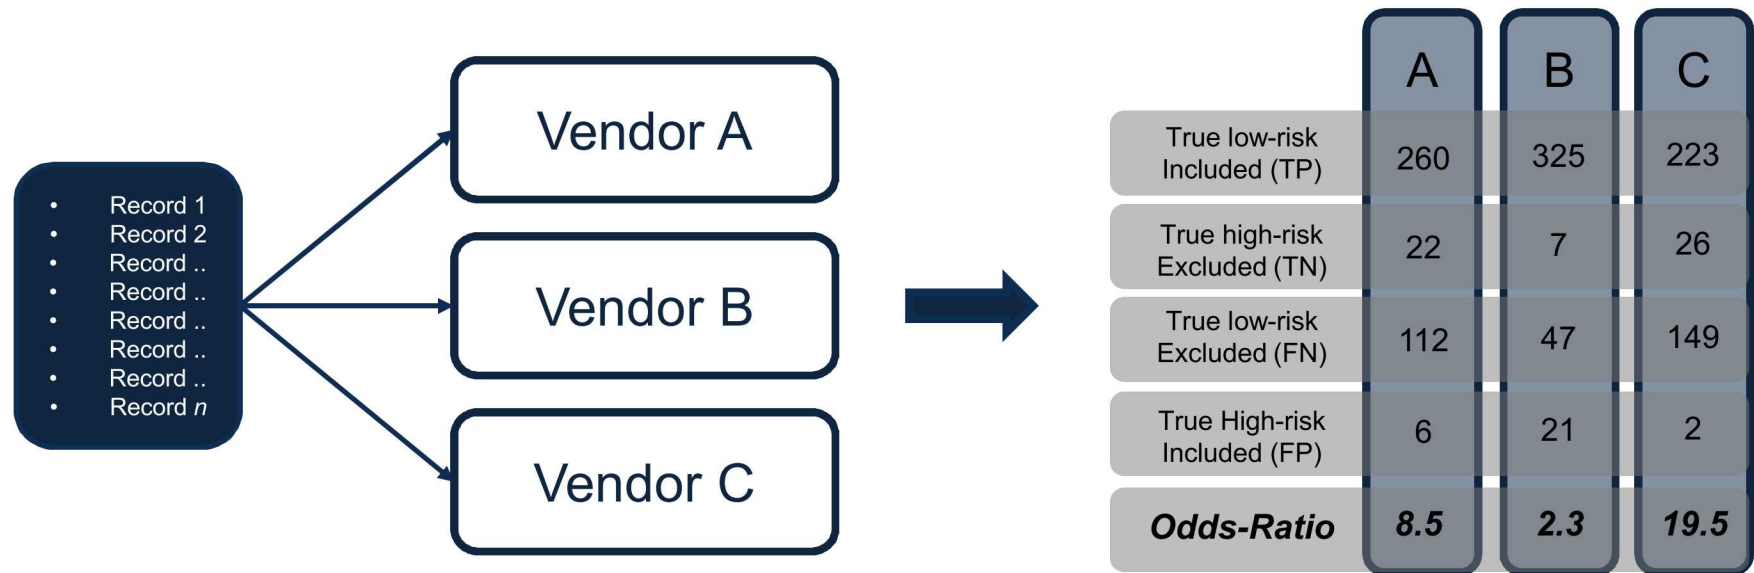 • Record 1
• Record 2
• Record ..
• Record ..
• Record ..
• Record ..
• Record ..
• Record n
Vendor A
Vendor B
Vendor C
A B C
True low-risk
Included (TP) 260 325 223
True high-risk
Excluded (TN) 22 7 26
True low-risk
Excluded (FN) 112 47 149
True High-risk
Included (FP) 6 21 2
Odds-Ratio 8.5 2.3 19.5